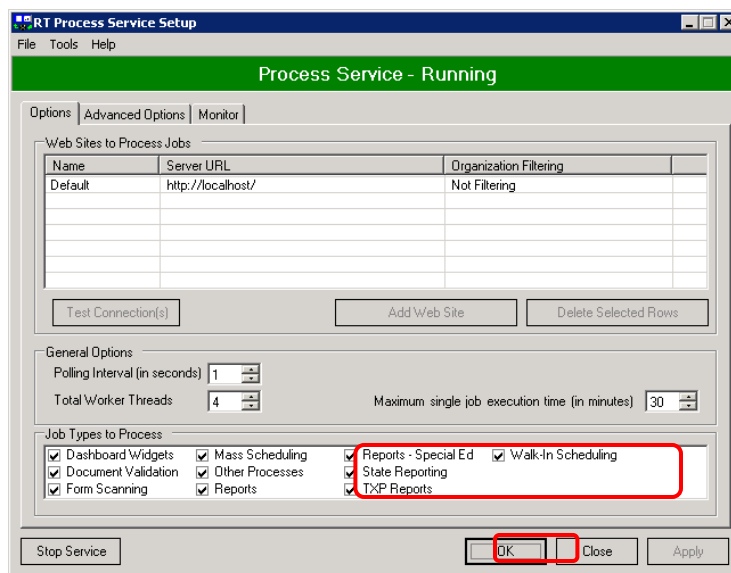 RT Process Service Setup
File Tools Help
Process Service - Running
Options Advanced Options Monitor
Web Sites to Process Jobs
Name Server URL Organization Filtering
Default http://localhost/ Not Filtering
Test Connection(s) Add Web Site Delete Selected Rows
General Options
Polling Interval (in seconds) 1
Total Worker Threads 4 Maximum single job execution time (in minutes) 30
Job Types to Process
Dashboard Widgets Mass Scheduling Reports - Special Ed Walk-In Scheduling
Document Validation Other Processes State Reporting
Form Scanning Reports TXP Reports
Stop Service OK Close Apply